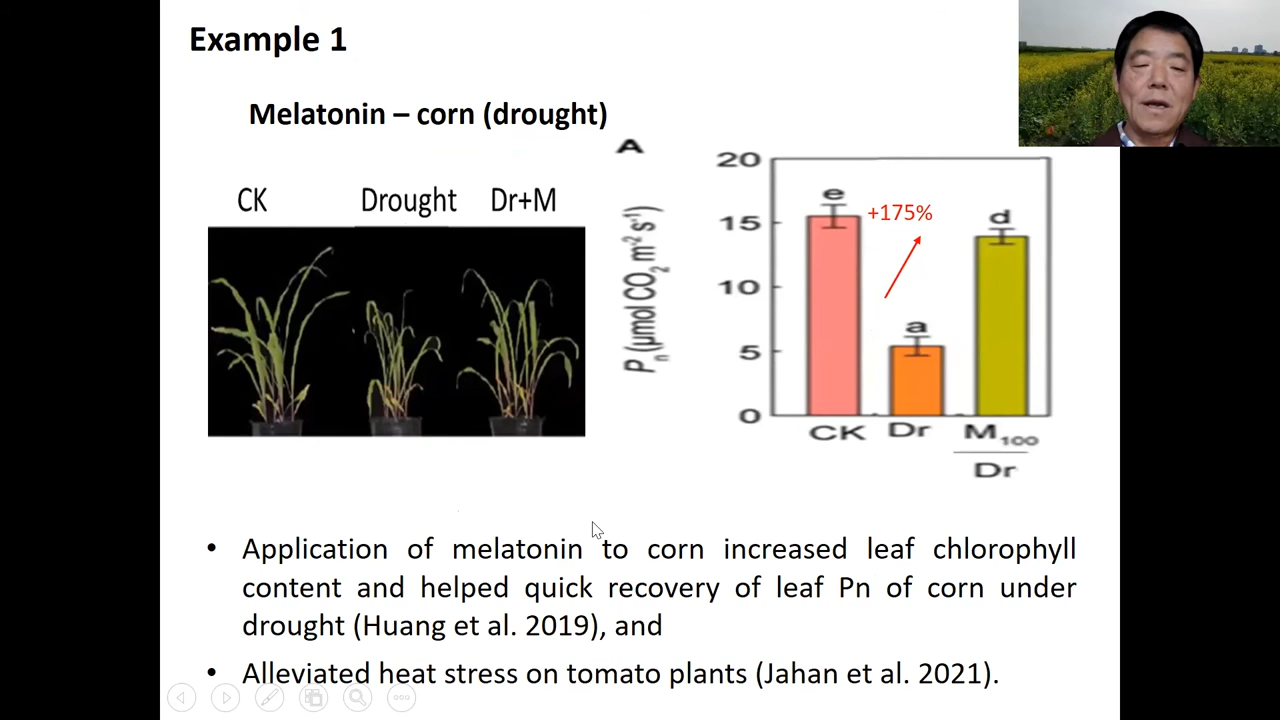 Example 1
Melatonin – corn (drought)
CK Drought Dr+M
A
Pn (µmol CO2 m-2 s-1)
20
15
10
5
0
e
+175%
d
a
CK Dr M100
Dr
• Application of melatonin to corn increased leaf chlorophyll
content and helped quick recovery of leaf Pn of corn under
drought (Huang et al. 2019), and
• Alleviated heat stress on tomato plants (Jahan et al. 2021).